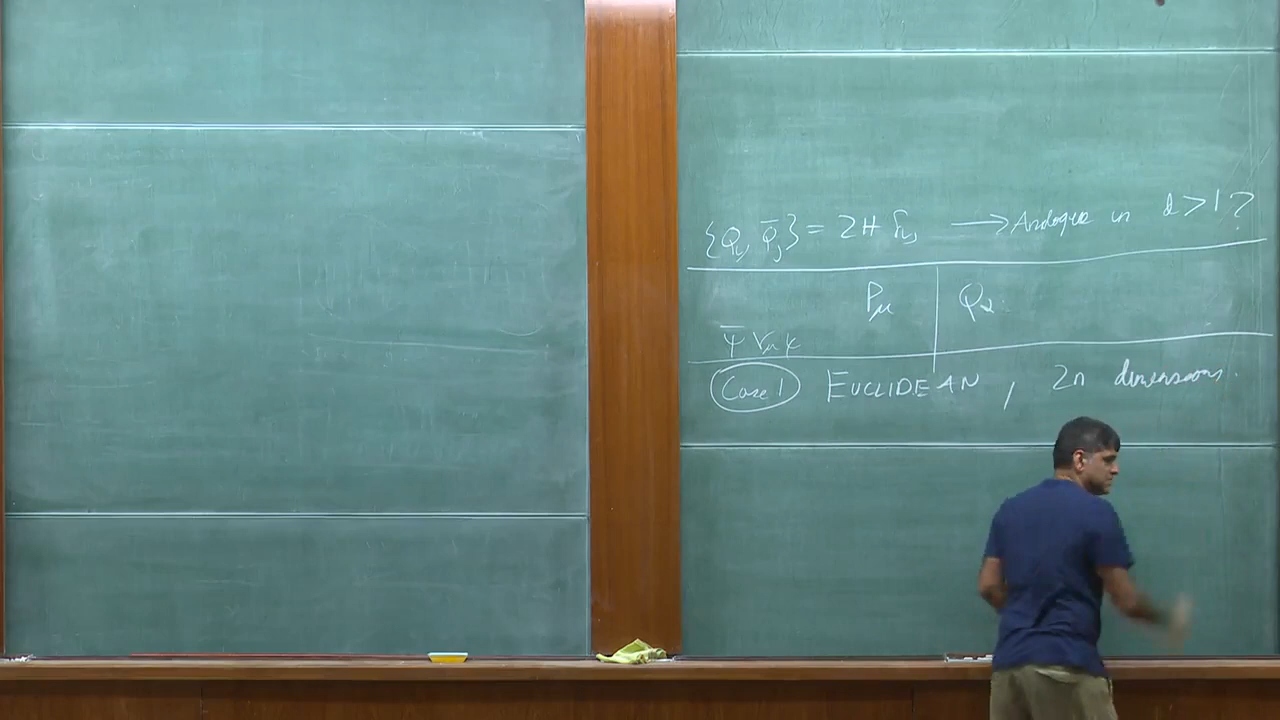 {Q_i, Q̄_j} = 2H δ_ij → Analogue in d > 1 ?
P_μ | Q_α
ψ̄ γ_μ ψ
Case 1 EUCLIDEAN , 2n dimensions.